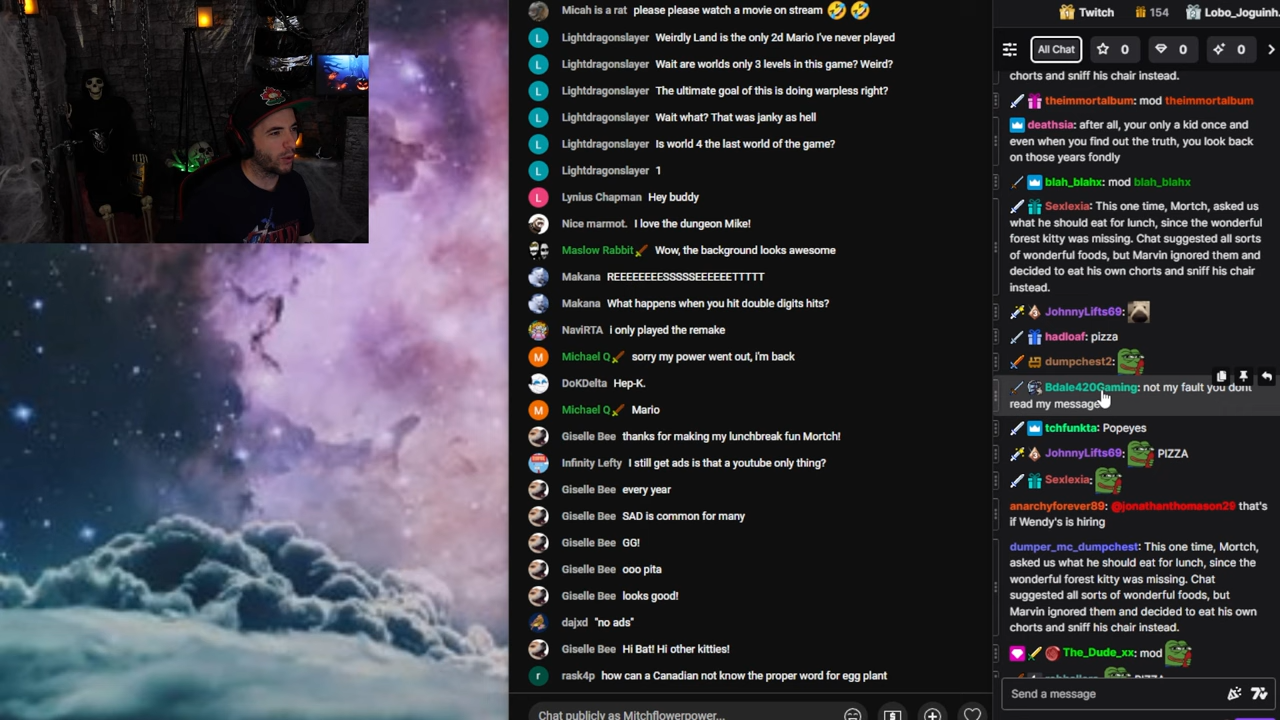 Micah is a rat please please watch a movie on stream
L Lightdragonslayer Weirdly Land is the only 2d Mario I've never played
L Lightdragonslayer Wait are worlds only 3 levels in this game? Weird?
L Lightdragonslayer The ultimate goal of this is doing warpless right?
L Lightdragonslayer Wait what? That was janky as hell
L Lightdragonslayer Is world 4 the last world of the game?
L Lightdragonslayer 1
L Lynius Chapman Hey buddy
Nice marmot. I love the dungeon Mike!
Maslow Rabbit Wow, the background looks awesome
Makana REEEEEEESSSSSEEEEEETTTTT
Makana What happens when you hit double digits hits?
NaviRTA i only played the remake
M Michael Q sorry my power went out, i'm back
DoKDelta Hep-K.
M Michael Q Mario
Giselle Bee thanks for making my lunchbreak fun Mortch!
Infinity Lefty I still get ads is that a youtube only thing?
Giselle Bee every year
Giselle Bee SAD is common for many
Giselle Bee GG!
Giselle Bee ooo pita
Giselle Bee looks good!
dajxd "no ads"
Giselle Bee Hi Bat! Hi other kitties!
r rask4p how can a Canadian not know the proper word for egg plant
Chat publicly as Mitchflowerpower...
Twitch 154 Lobo_Joguinh
All Chat 0 0 0
chorts and sniff his chair instead.
theimmortalbum: mod theimmortalbum
deathsia: after all, your only a kid once and
even when you find out the truth, you look back
on those years fondly
blah_blahx: mod blah_blahx
Sexlexia: This one time, Mortch, asked us
what he should eat for lunch, since the wonderful
forest kitty was missing. Chat suggested all sorts
of wonderful foods, but Marvin ignored them and
decided to eat his own chorts and sniff his chair
instead.
JohnnyLifts69:
hadloaf: pizza
dumpchest2:
Bdale420Gaming: not my fault you dont
read my message
tchfunkta: Popeyes
JohnnyLifts69: PIZZA
Sexlexia:
anarchyforever89: @jonathanthomason29 that's
if Wendy's is hiring
dumper_mc_dumpchest: This one time, Mortch,
asked us what he should eat for lunch, since the
wonderful forest kitty was missing. Chat
suggested all sorts of wonderful foods, but
Marvin ignored them and decided to eat his own
chorts and sniff his chair instead.
The_Dude_xx: mod
Send a message